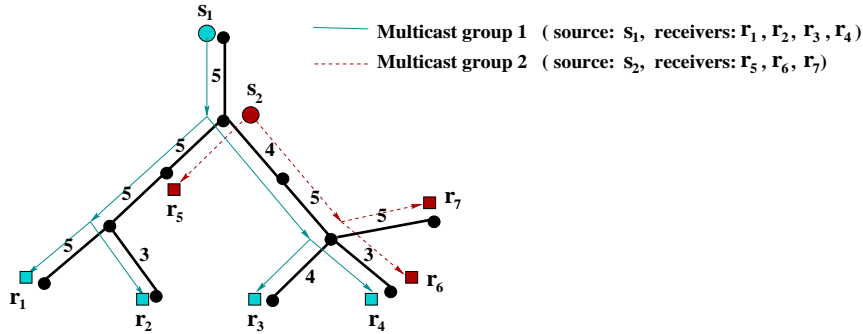 s1
Multicast group 1 ( source: s1, receivers: r1 , r2 , r3 , r4 )
Multicast group 2 ( source: s2, receivers: r5 , r6 , r7)
5
s2
4
5
5
r5
5
r7
5
5
3
3
4
r6
r1
r2
r3
r4